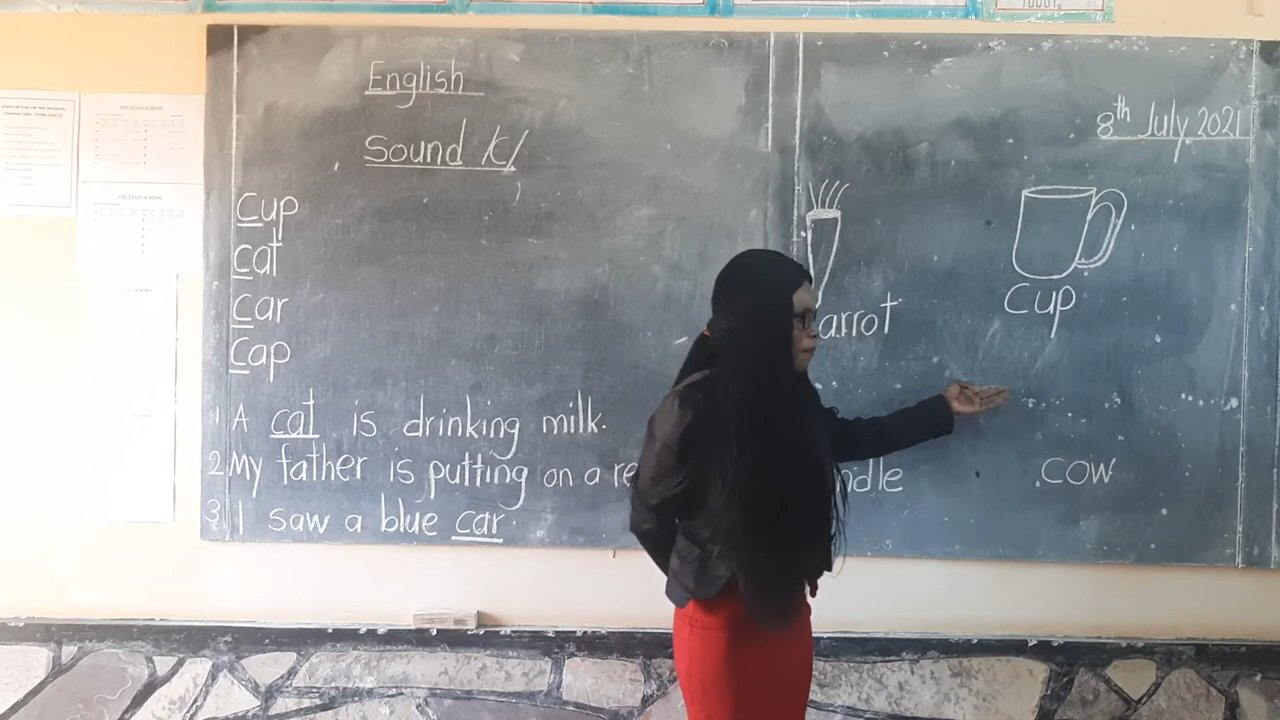 English
Sound /c/
8th July 2021
Cup
cat
car
cap
1 A cat is drinking milk.
2 My father is putting on a re
3 I saw a blue car.
arrot
cup
ndle
cow